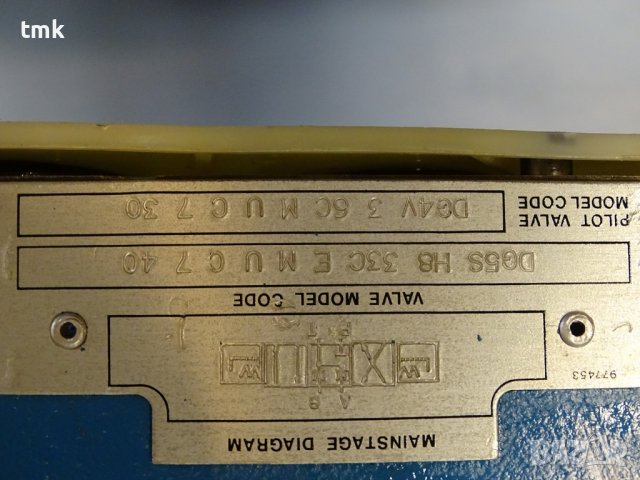 tmk
MAINSTAGE DIAGRAM
A B
P T
977453
VALVE MODEL CODE
DG5S H8 33C E M U C 7 40
PILOT VALVE
MODEL CODE
DG4V 3 6C M U C 7 30